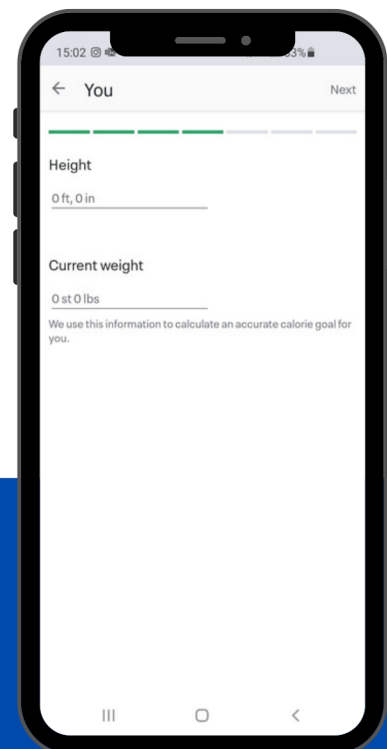 15:02
You
Next
Height
0 ft, 0 in
Current weight
0 st 0 lbs
We use this information to calculate an accurate calorie goal for
you.